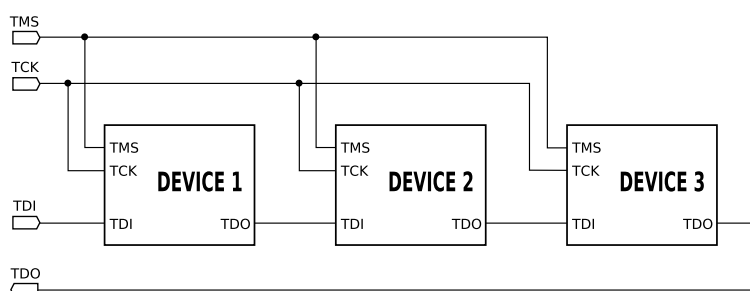 TMS
TCK
TMS
TCK
DEVICE 1
TDI
TDO
TMS
TCK
DEVICE 2
TDI
TDO
TMS
TCK
DEVICE 3
TDI
TDO
TDI
TDO